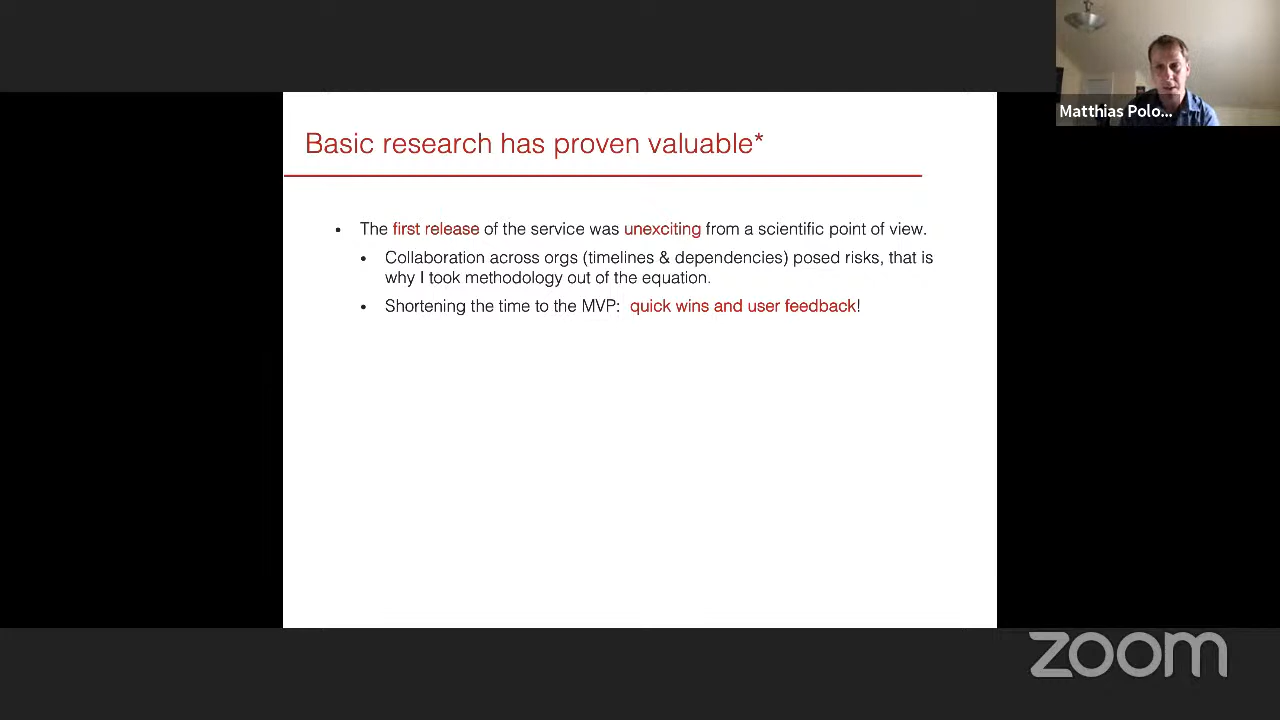 Matthias Polo...
Basic research has proven valuable*
• The first release of the service was unexciting from a scientific point of view.
• Collaboration across orgs (timelines & dependencies) posed risks, that is
why I took methodology out of the equation.
• Shortening the time to the MVP: quick wins and user feedback!
zoom